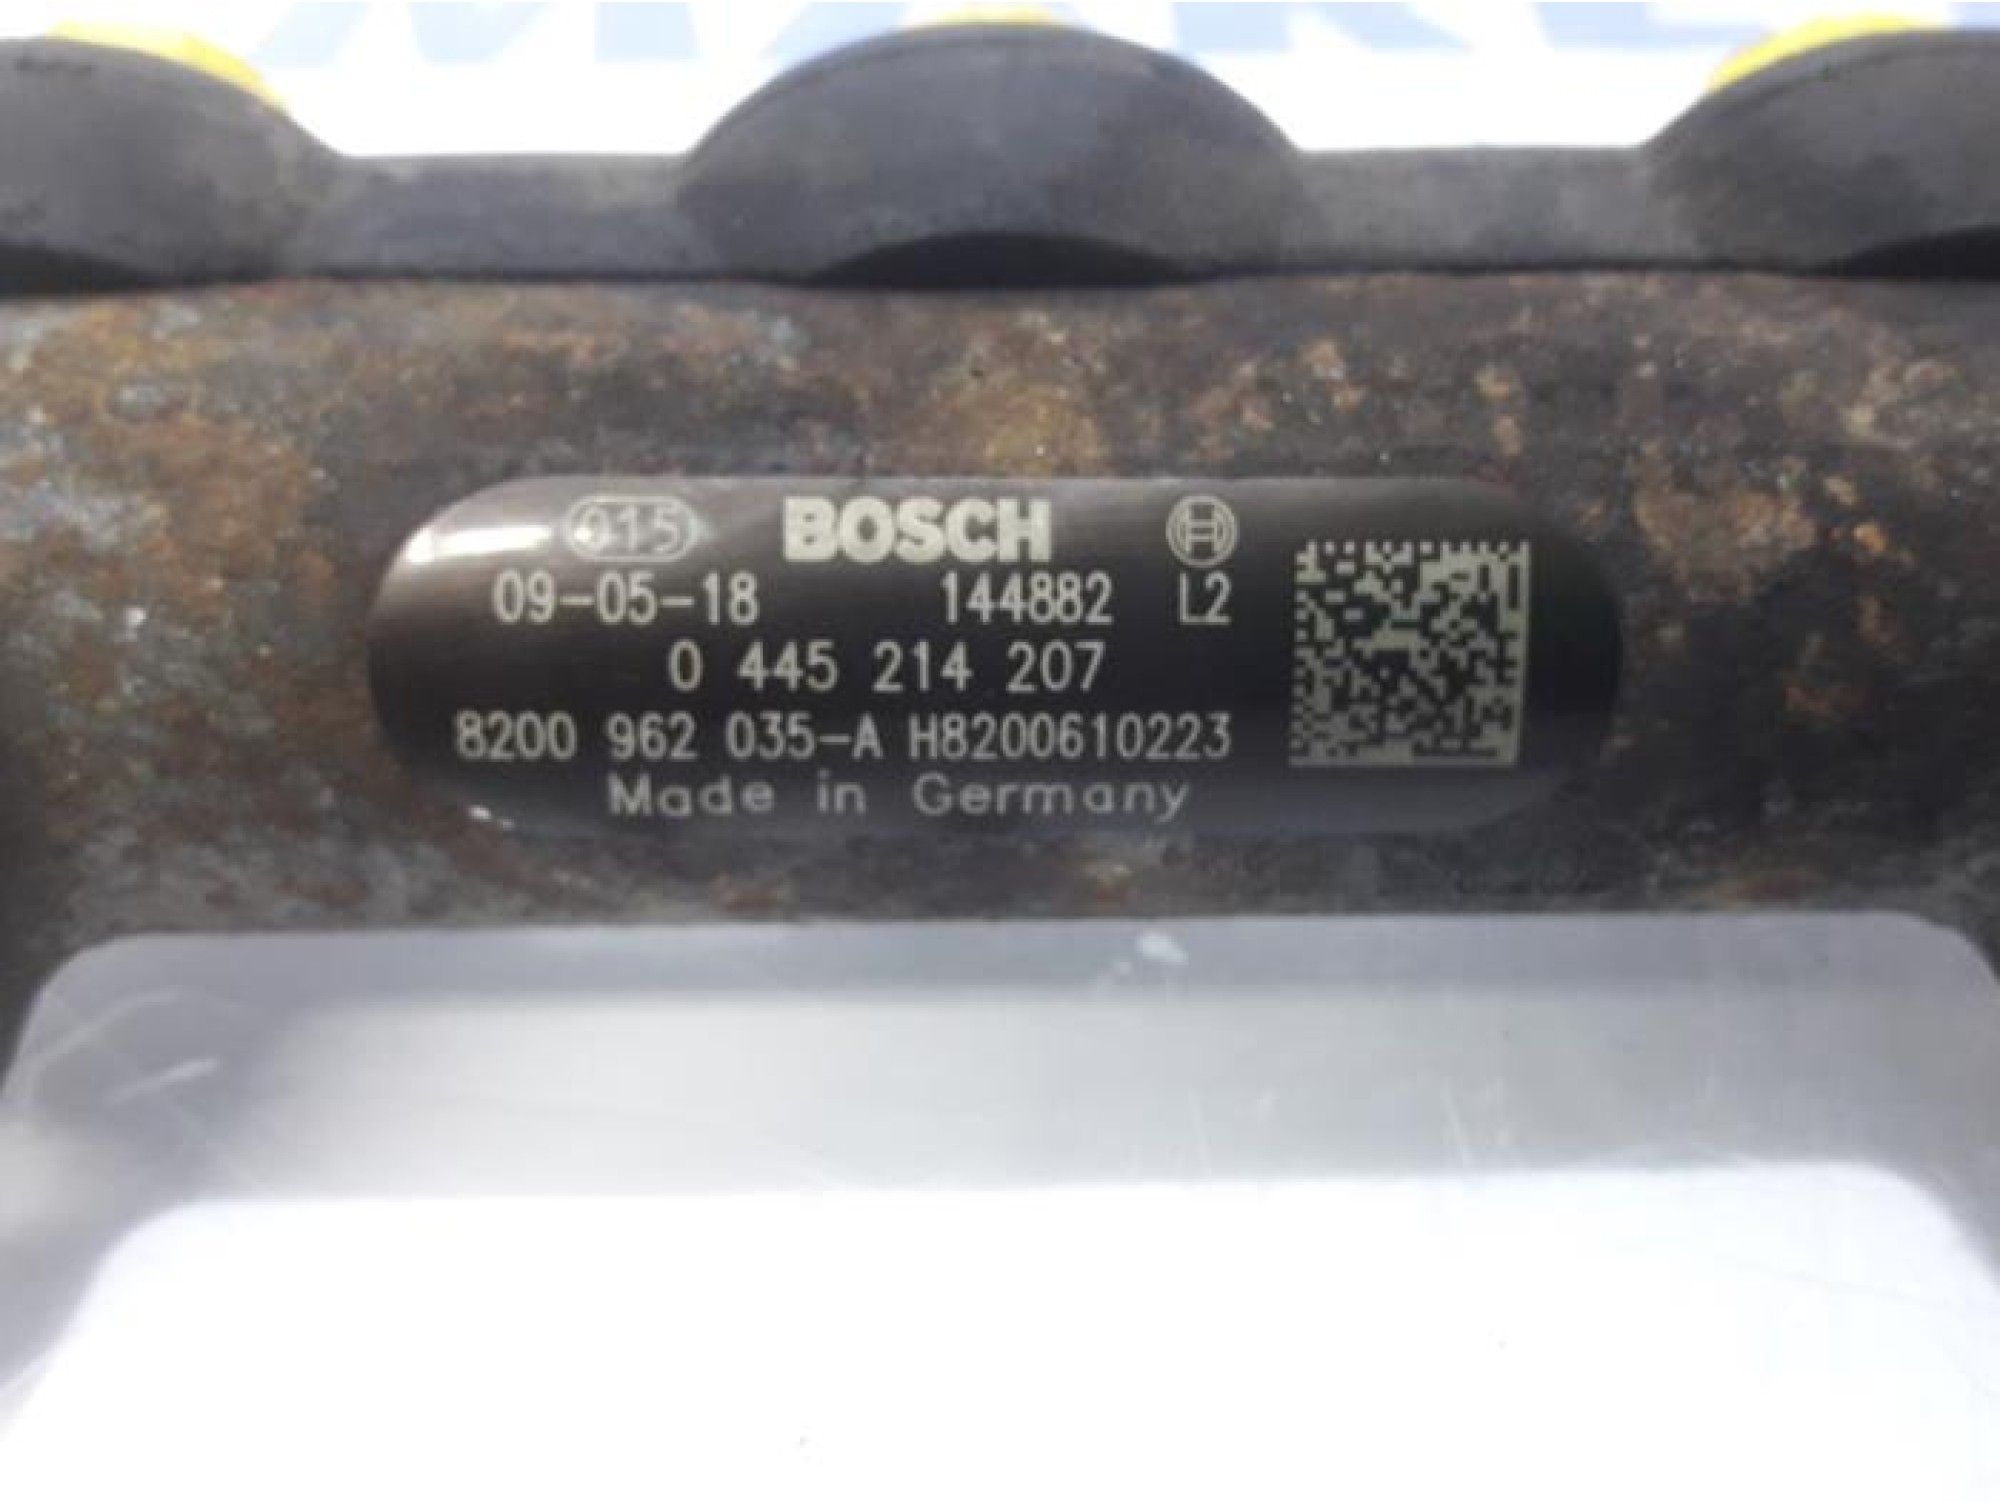 015 BOSCH
09-05-18 144882 L2
0 445 214 207
8200 962 035-A H8200610223
Made in Germany